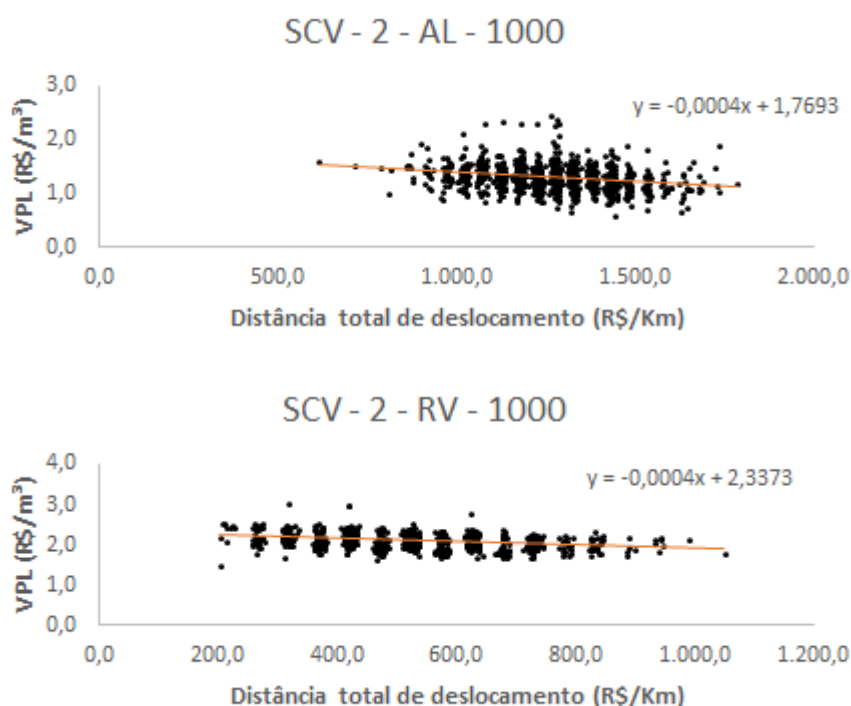 SCV - 2 - AL - 1000
3,0
y = -0,0004x + 1,7693
2,0
1,0
0,0
VPL (R$/m³)
0,0 500,0 1.000,0 1.500,0 2.000,0
Distância total de deslocamento (R$/Km)
SCV - 2 - RV - 1000
4,0
y = -0,0004x + 2,3373
3,0
2,0
1,0
0,0
VPL (R$/m³)
0,0 200,0 400,0 600,0 800,0 1.000,0 1.200,0
Distância total de deslocamento (R$/Km)